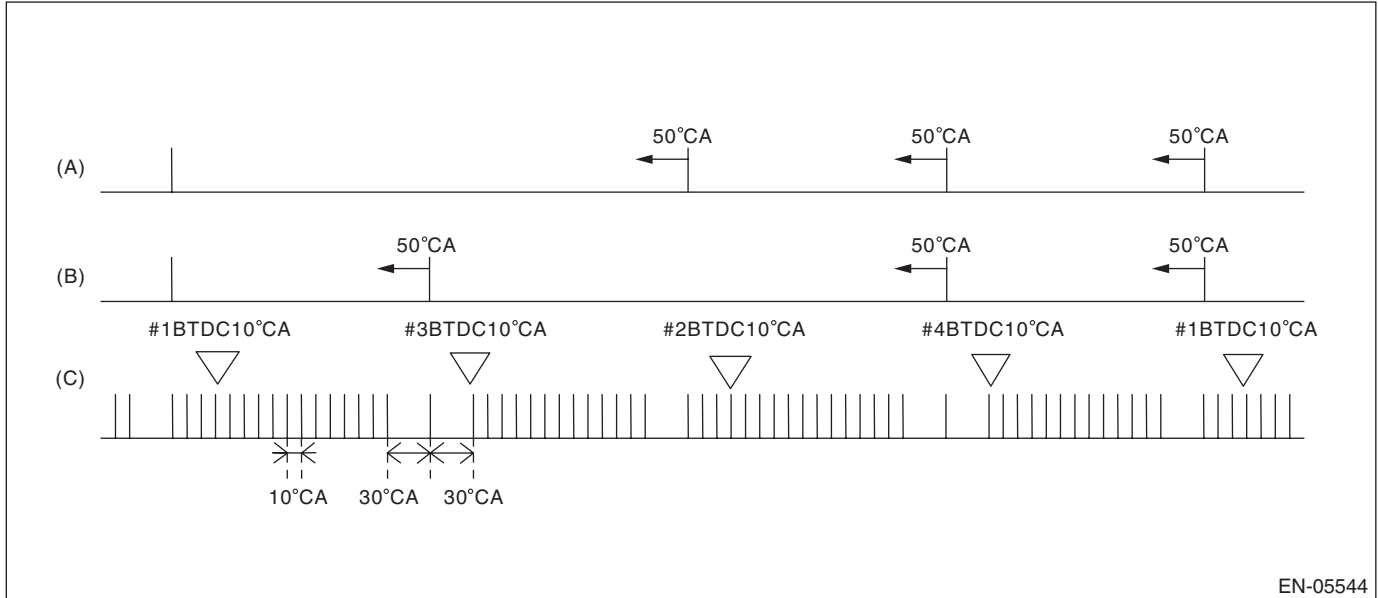 50°CA 50°CA 50°CA
(A)
50°CA 50°CA 50°CA
(B)
#1BTDC10°CA #3BTDC10°CA #2BTDC10°CA #4BTDC10°CA #1BTDC10°CA
(C)
10°CA 30°CA 30°CA
EN-05544